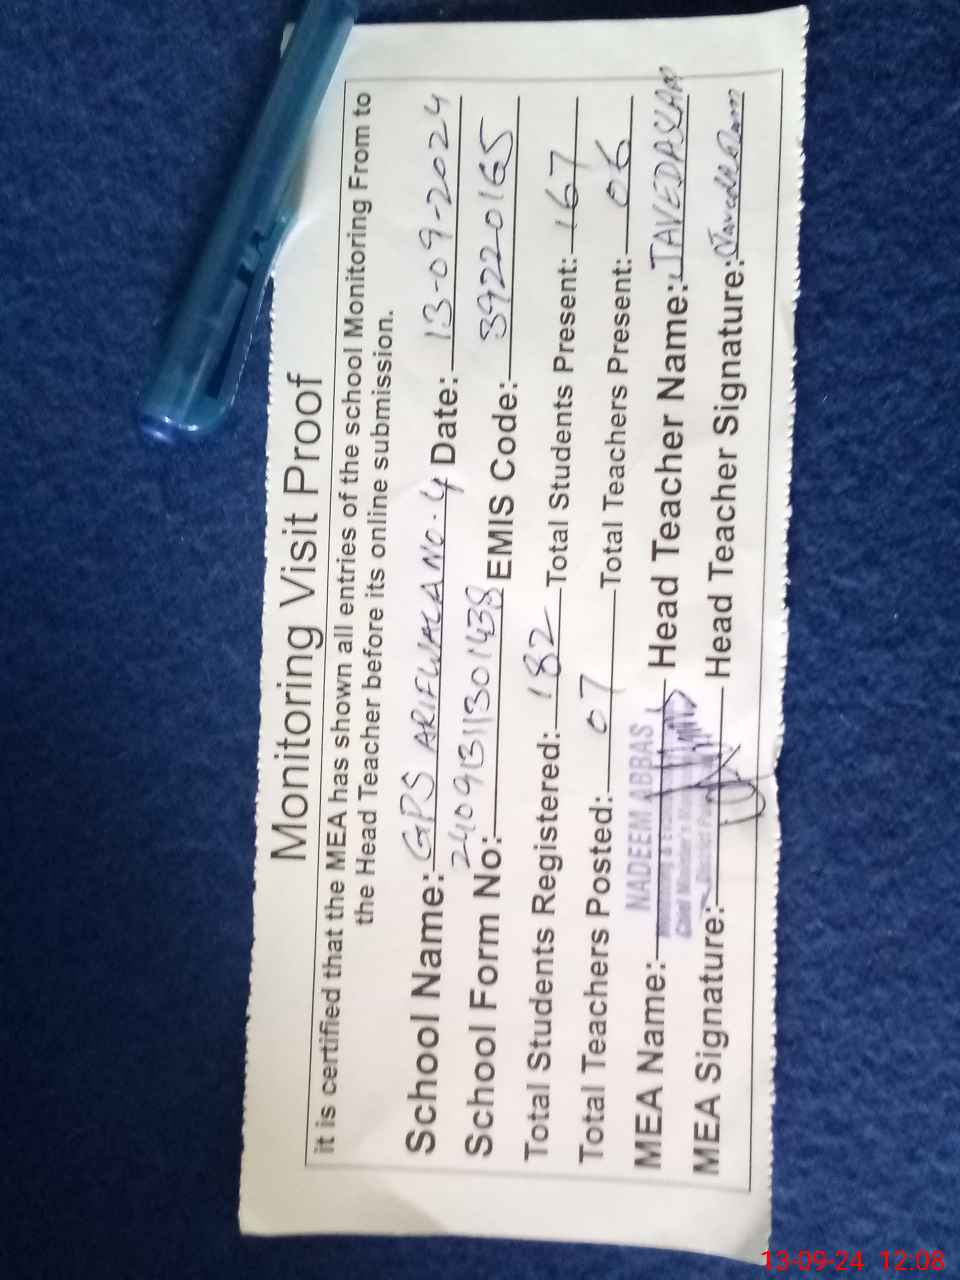 Monitoring Visit Proof
it is certified that the MEA has shown all entries of the school Monitoring From to
the Head Teacher before its online submission.
School Name: GPS ARIFWALA NO. 4 Date: 13-09-2024
School Form No: 24091311301438 EMIS Code: 39220165
Total Students Registered: 182 Total Students Present: 167
Total Teachers Posted: 07 Total Teachers Present: 06
MEA Name: NADEEM ABBAS Head Teacher Name: JAVED ASLAM
MEA Signature: Head Teacher Signature:
13-09-24 12:08